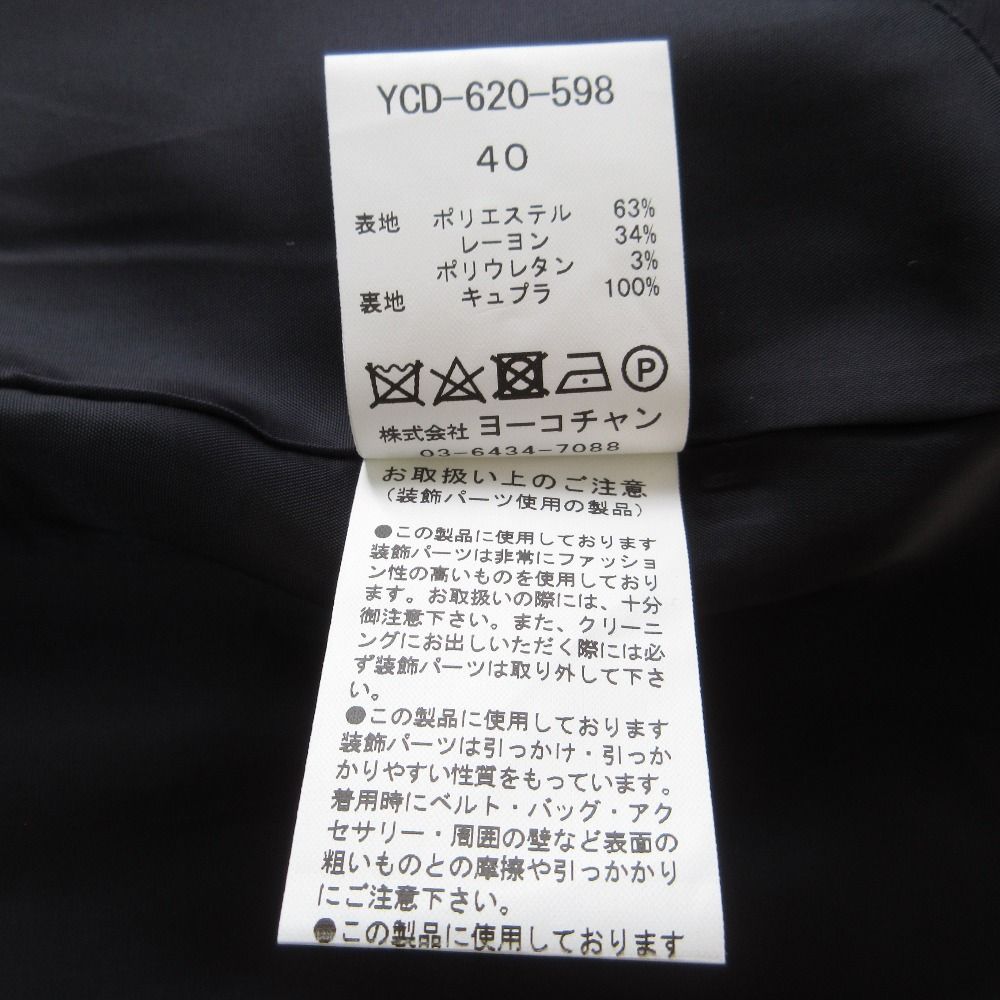 YCD-620-598
40
表地 ポリエステル 63%
レーヨン 34%
ポリウレタン 3%
裏地 キュプラ 100%
P
株式会社 ヨーコチャン
03-6434-7088
お取扱い上のご注意
(装飾パーツ使用の製品)
●この製品に使用しております
装飾パーツは非常にファッショ
ン性の高いものを使用しており
ます。お取扱いの際には、十分
御注意下さい。また、クリーニ
ングにお出しいただく際には必
ず装飾パーツは取り外して下さ
い。
●この製品に使用しております
装飾パーツは引っかけ・引っか
かりやすい性質をもっています。
着用時にベルト・バッグ・アク
セサリー・周囲の壁など表面の
粗いものとの摩擦や引っかかり
にご注意下さい。
●この製品に使用しております